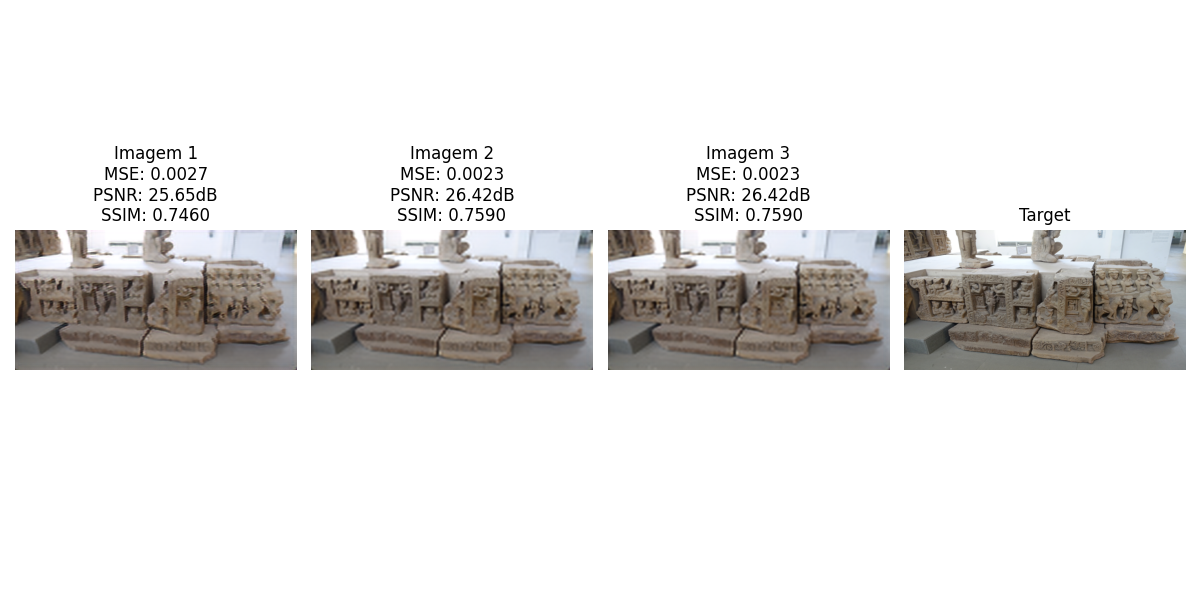 Imagem 1
MSE: 0.0027
PSNR: 25.65dB
SSIM: 0.7460
Imagem 2
MSE: 0.0023
PSNR: 26.42dB
SSIM: 0.7590
Imagem 3
MSE: 0.0023
PSNR: 26.42dB
SSIM: 0.7590
Target